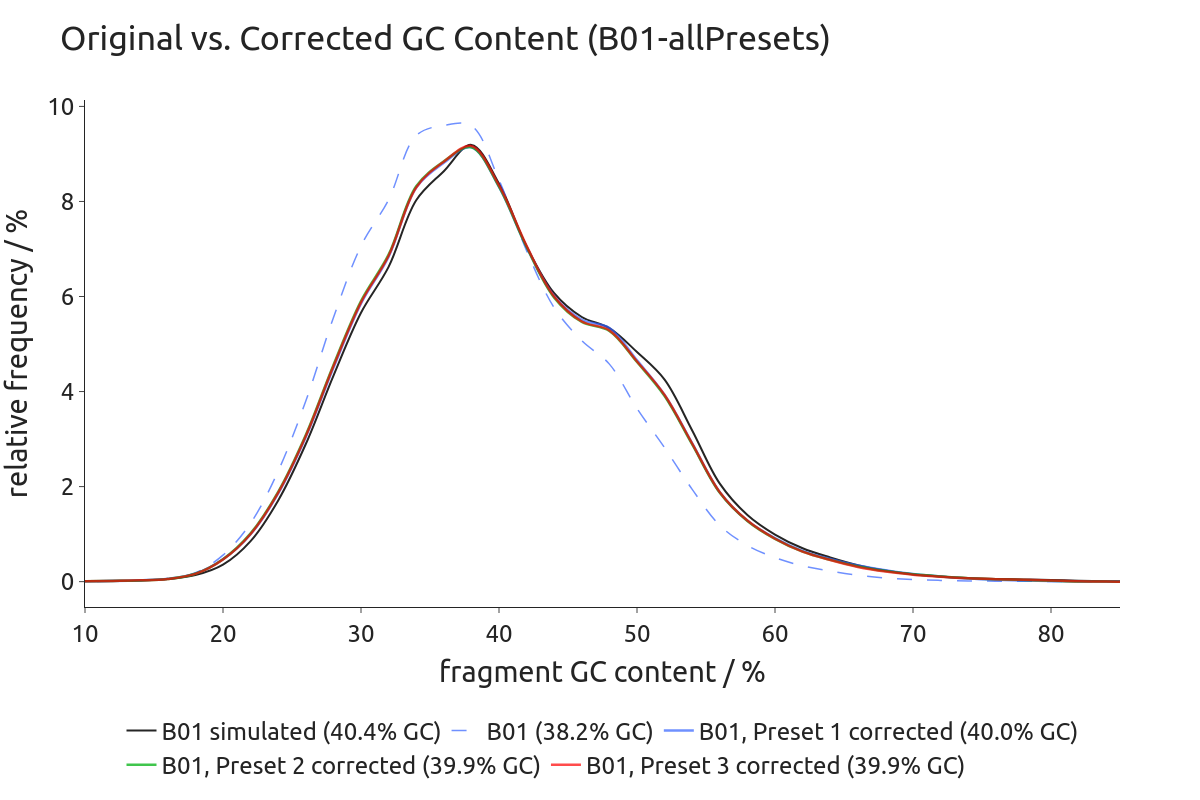 Original vs. Corrected GC Content (B01-allPresets)
relative frequency / %
10
8
6
4
2
0
10 20 30 40 50 60 70 80
fragment GC content / %
B01 simulated (40.4% GC) B01 (38.2% GC) B01, Preset 1 corrected (40.0% GC)
B01, Preset 2 corrected (39.9% GC) B01, Preset 3 corrected (39.9% GC)